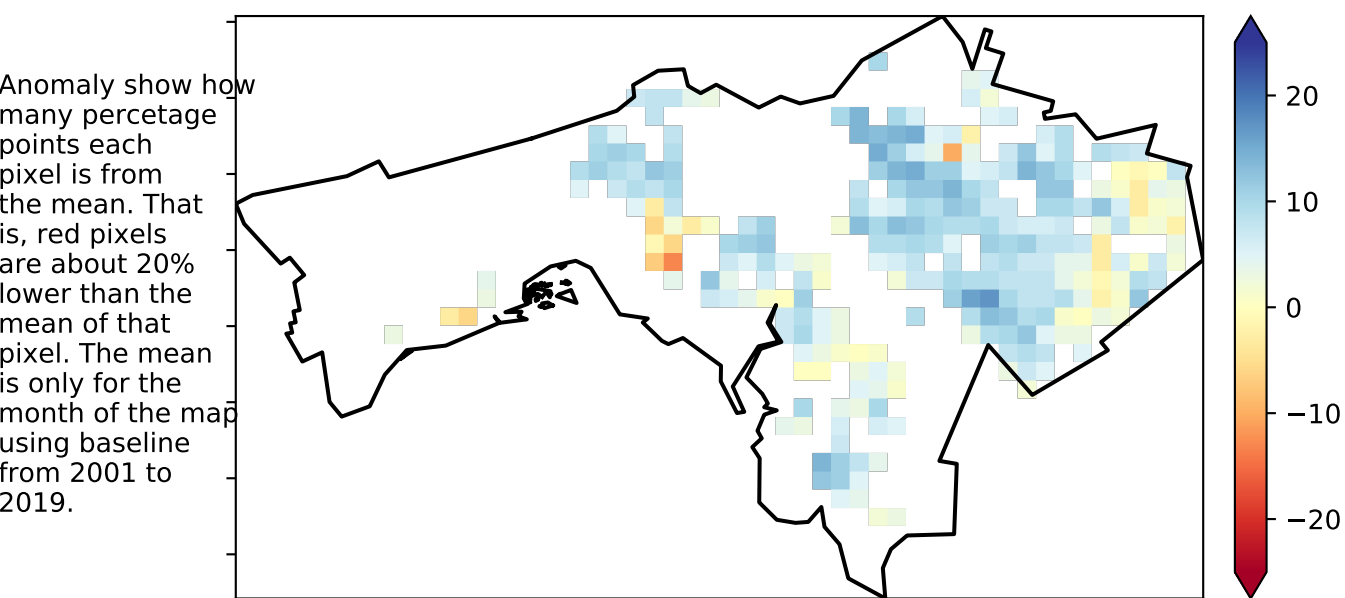 Anomaly show how
many percetage
points each
pixel is from
the mean. That
is, red pixels
are about 20%
lower than the
mean of that
pixel. The mean
is only for the
month of the map
using baseline
from 2001 to
2019.
20
10
0
−10
−20